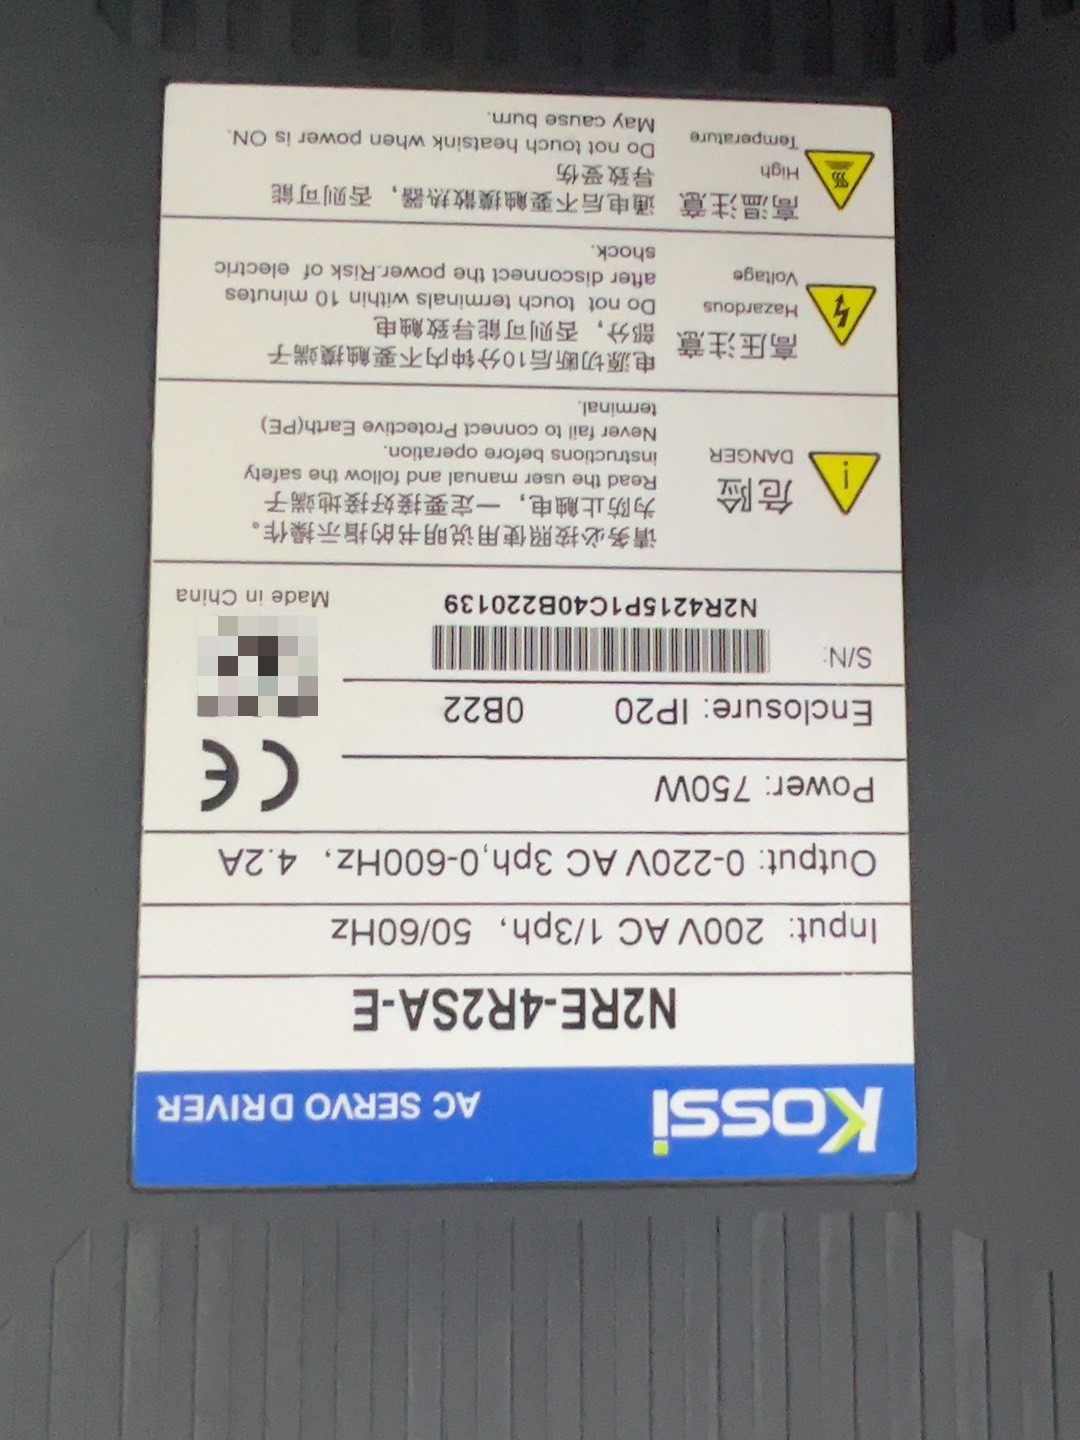 Kossi AC SERVO DRIVER
N2RE-4R2SA-E
Input: 200V AC 1/3ph, 50/60Hz
Output: 0-220V AC 3ph,0-600Hz, 4.2A
Power: 750W
CE
Enclosure: IP20 0B22
S/N:
N2R4215P1C40B220139
Made in China
危险
DANGER
请务必按照使用说明书的指示操作。
为防止触电，一定要接好接地端子
Read the user manual and follow the safety
instructions before operation.
Never fail to connect Protective Earth(PE)
terminal.
高压注意
Hazardous
Voltage
电源切断后10分钟内不要触摸端子
部分，否则可能导致触电
Do not touch terminals within 10 minutes
after disconnect the power.Risk of electric
shock.
高温注意
High
Temperature
通电后不要触摸散热器，否则可能
导致受伤
Do not touch heatsink when power is ON.
May cause burn.